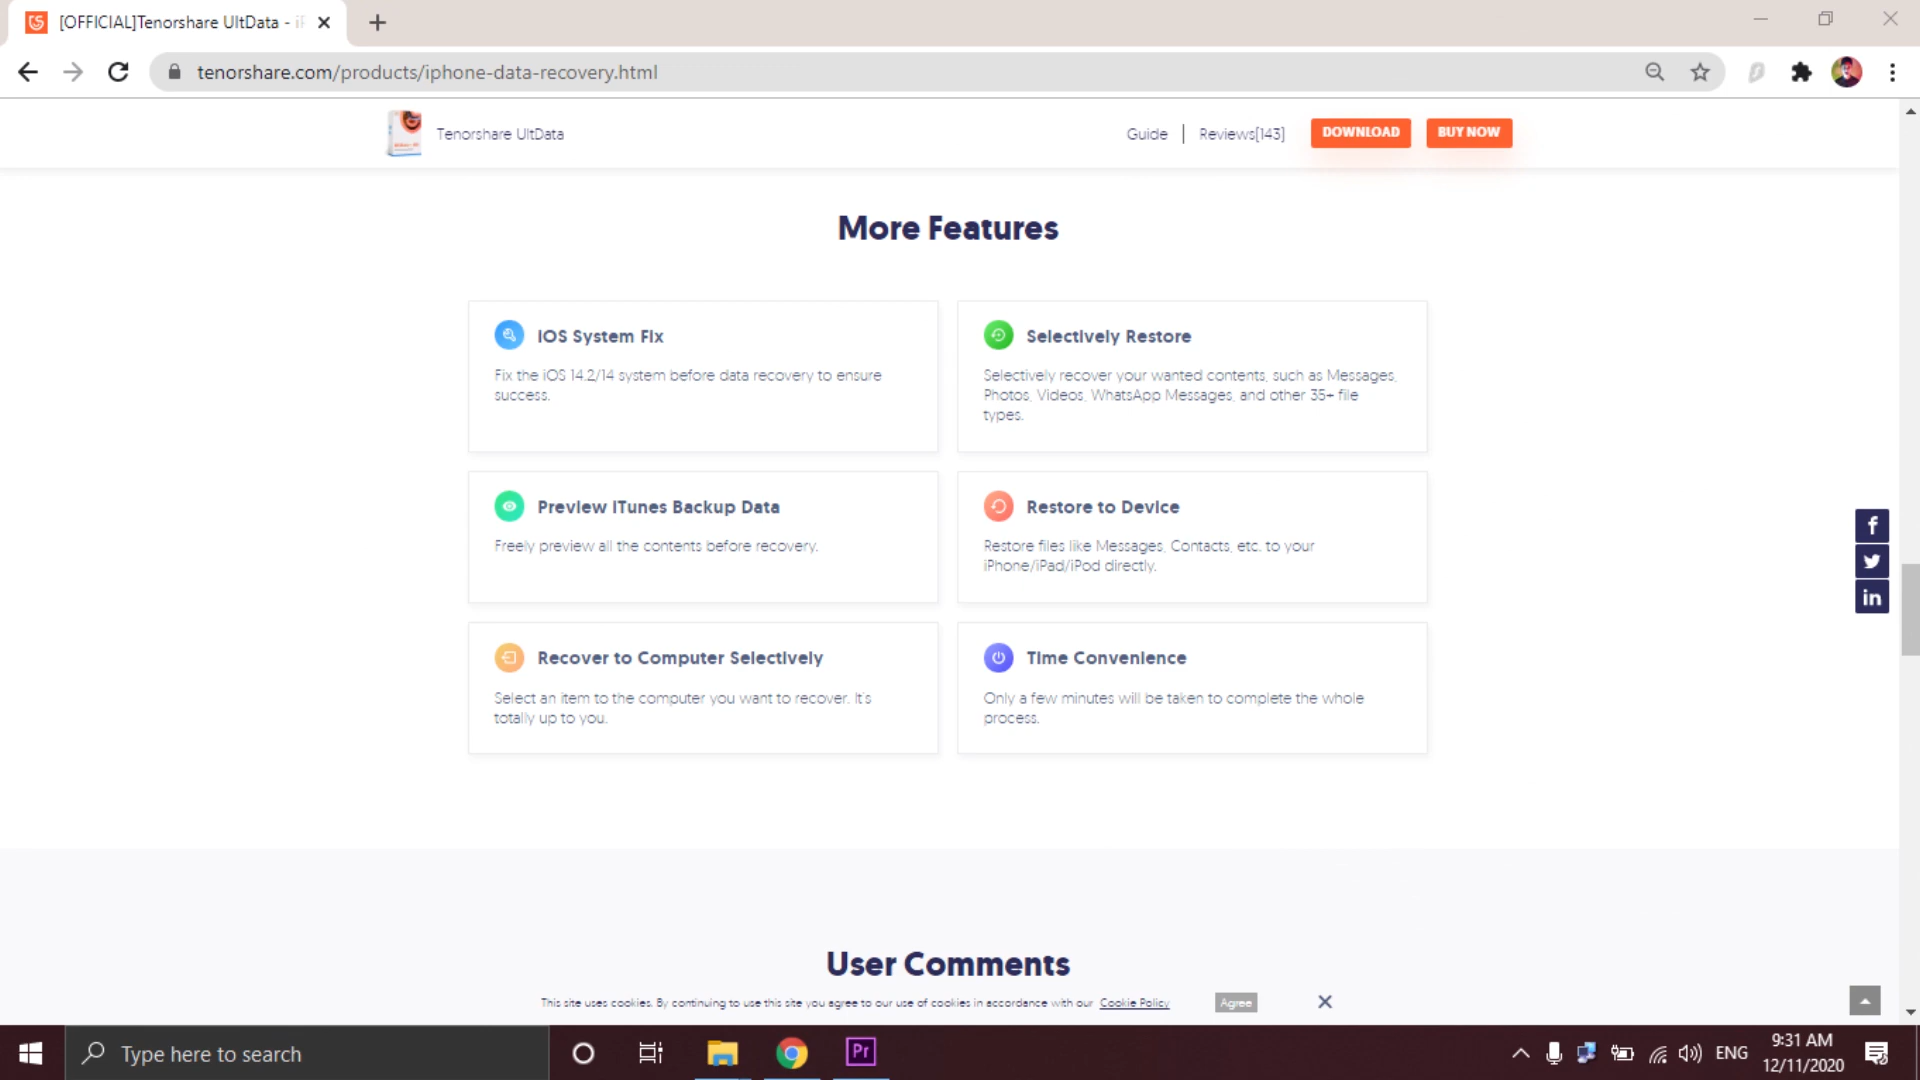 [OFFICIAL]Tenorshare UltData - iP
tenorshare.com/products/iphone-data-recovery.html
Tenorshare UltData
Guide | Reviews[143]
DOWNLOAD
BUY NOW
More Features
iOS System Fix
Fix the iOS 14.2/14 system before data recovery to ensure
success.
Selectively Restore
Selectively recover your wanted contents, such as Messages,
Photos, Videos, WhatsApp Messages, and other 35+ file
types.
Preview iTunes Backup Data
Freely preview all the contents before recovery.
Restore to Device
Restore files like Messages, Contacts, etc. to your
iPhone/iPad/iPod directly.
Recover to Computer Selectively
Select an item to the computer you want to recover. It's
totally up to you.
Time Convenience
Only a few minutes will be taken to complete the whole
process.
f
in
User Comments
This site uses cookies. By continuing to use this site you agree to our use of cookies in accordance with our Cookie Policy
Agree
Type here to search
Pr
ENG
9:31 AM
12/11/2020